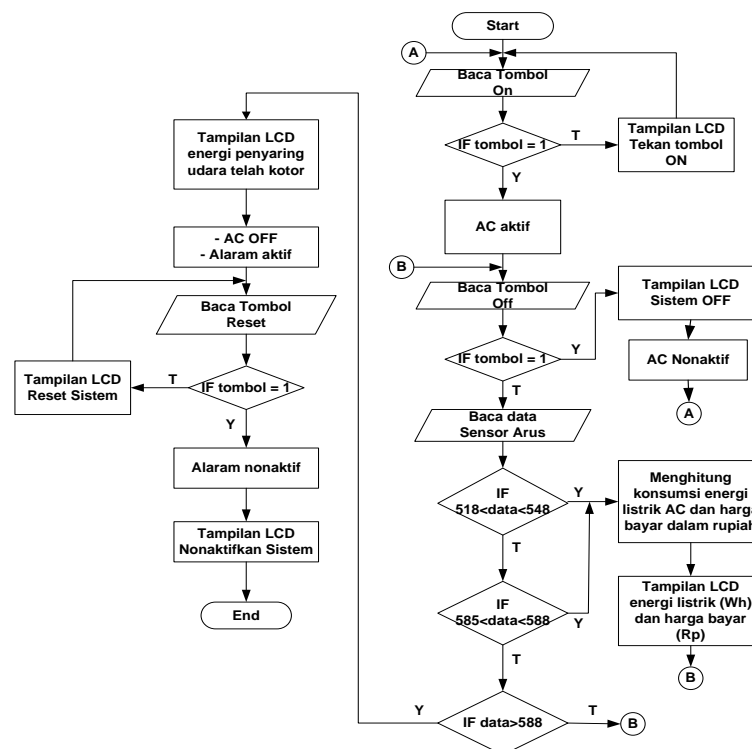 Start
A
Baca Tombol
On
IF tombol = 1
T
Tampilan LCD
Tekan tombol
ON
Y
AC aktif
B
Baca Tombol
Off
IF tombol = 1
Y
Tampilan LCD
Sistem OFF
AC Nonaktif
A
T
Baca data
Sensor Arus
IF
518<data<548
Y
Menghitung
konsumsi energi
listrik AC dan harga
bayar dalam rupiah
Tampilan LCD
energi listrik (Wh)
dan harga bayar
(Rp)
B
T
IF
585<data<588
Y
T
IF data>588
T
B
Y
Tampilan LCD
energi penyaring
udara telah kotor
- AC OFF
- Alaram aktif
Baca Tombol
Reset
IF tombol = 1
T
Tampilan LCD
Reset Sistem
Y
Alaram nonaktif
Tampilan LCD
Nonaktifkan Sistem
End